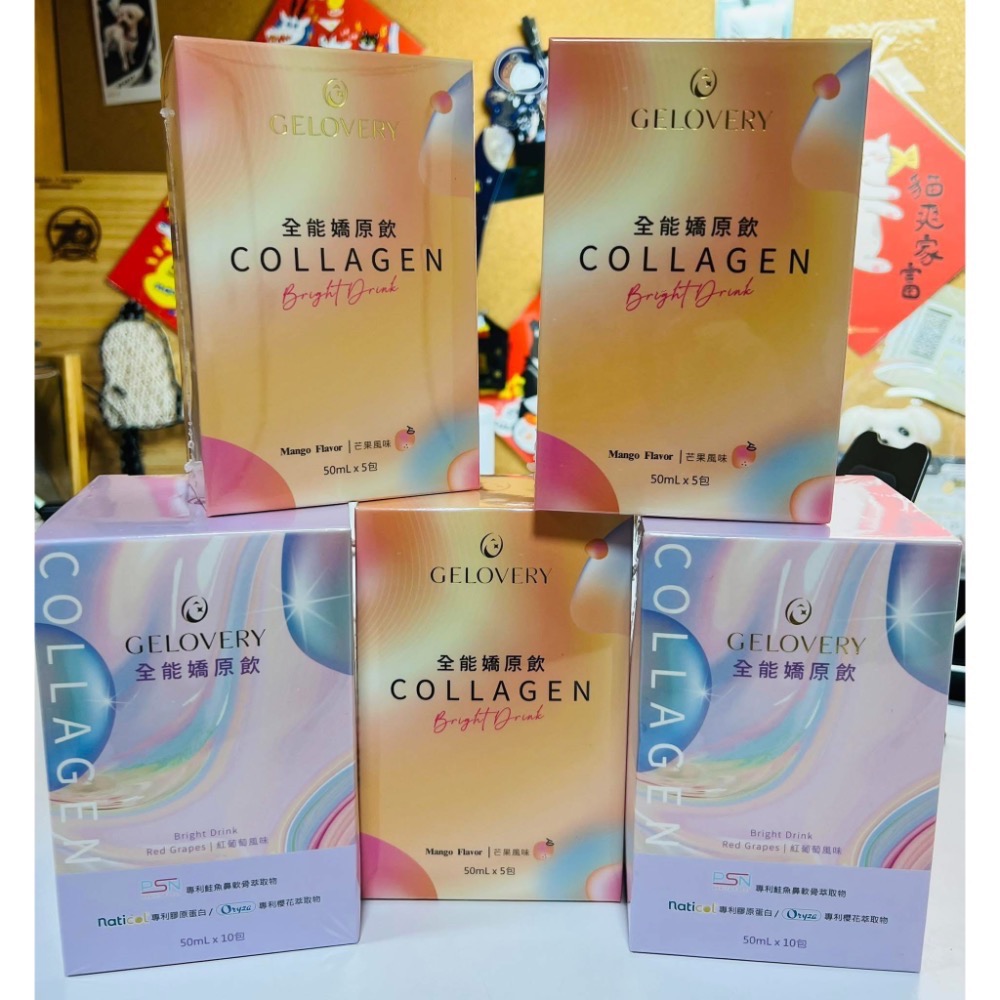 GELOVERY
全能嬌原飲
COLLAGEN
Bright Drink
Mango Flavor | 芒果風味
50mL x 5包
GELOVERY
全能嬌原飲
COLLAGEN
Bright Drink
Mango Flavor | 芒果風味
50mL x 5包
貓爽家富
COLLAGEN
GELOVERY
全能嬌原飲
Bright Drink
Red Grapes | 紅葡萄風味
PSN 專利鮭魚鼻軟骨萃取物
naticol 專利膠原蛋白 / Oryza 專利櫻花萃取物
50mL x 10包
GELOVERY
全能嬌原飲
COLLAGEN
Bright Drink
Mango Flavor | 芒果風味
50mL x 5包
COLLAGEN
GELOVERY
全能嬌原飲
Bright Drink
Red Grapes | 紅葡萄風味
PSN 專利鮭魚鼻軟骨萃取物
naticol 專利膠原蛋白 / Oryza 專利櫻花萃取物
50mL x 10包